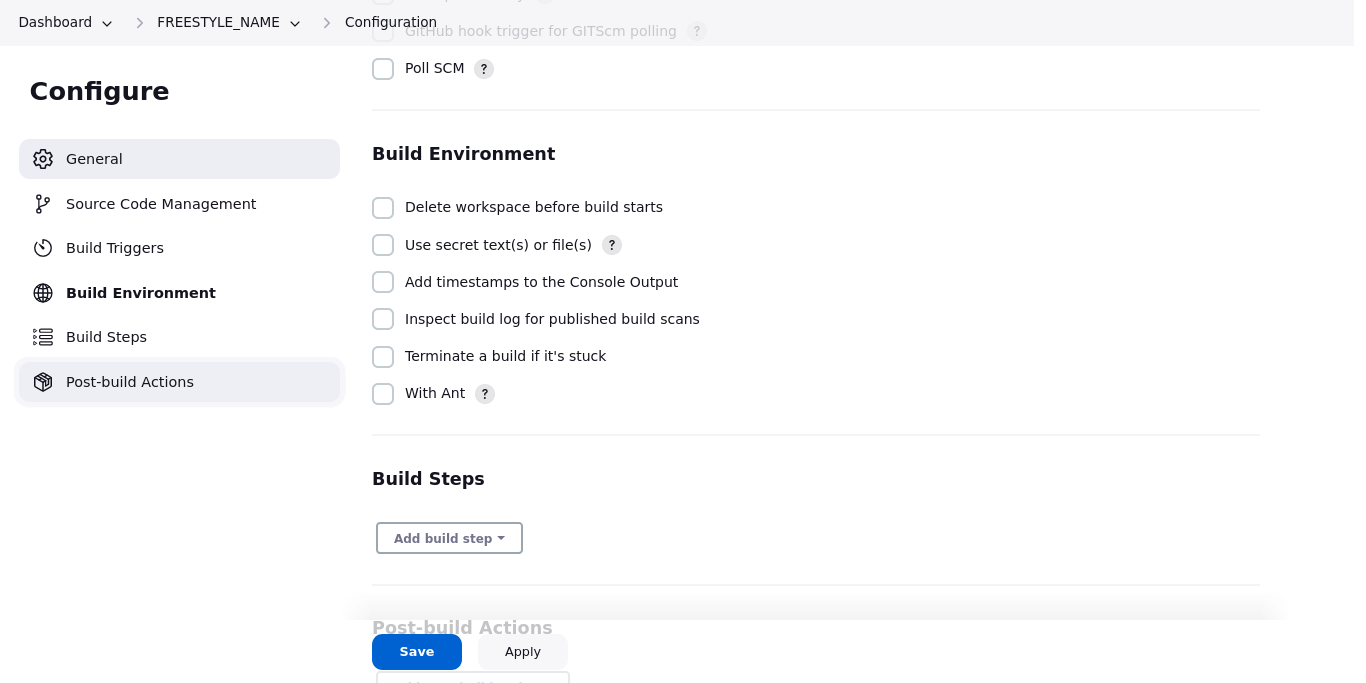 Dashboard
FREESTYLE_NAME
Configuration
GitHub hook trigger for GITScm polling ?
Poll SCM ?
Configure
General
Source Code Management
Build Triggers
Build Environment
Build Steps
Post-build Actions
Build Environment
Delete workspace before build starts
Use secret text(s) or file(s) ?
Add timestamps to the Console Output
Inspect build log for published build scans
Terminate a build if it's stuck
With Ant ?
Build Steps
Add build step
Post-build Actions
Save
Apply